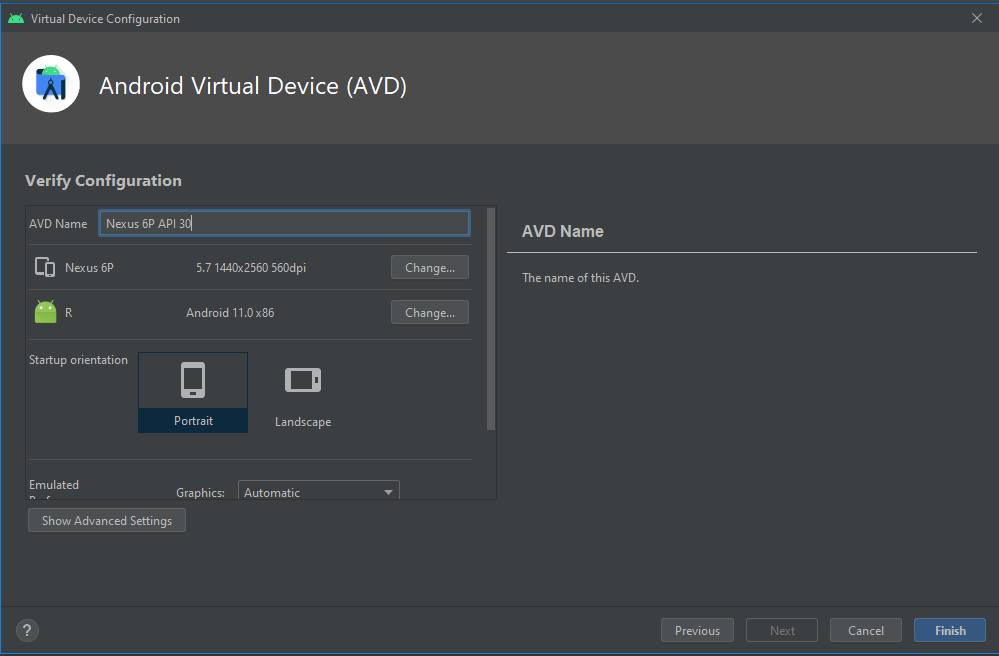 Virtual Device Configuration
Android Virtual Device (AVD)
Verify Configuration
AVD Name Nexus 6P API 30
Nexus 6P 5.7 1440x2560 560dpi Change...
R Android 11.0 x86 Change...
Startup orientation
Portrait
Landscape
Emulated
Graphics: Automatic
Show Advanced Settings
AVD Name
The name of this AVD.
? Previous Next Cancel Finish